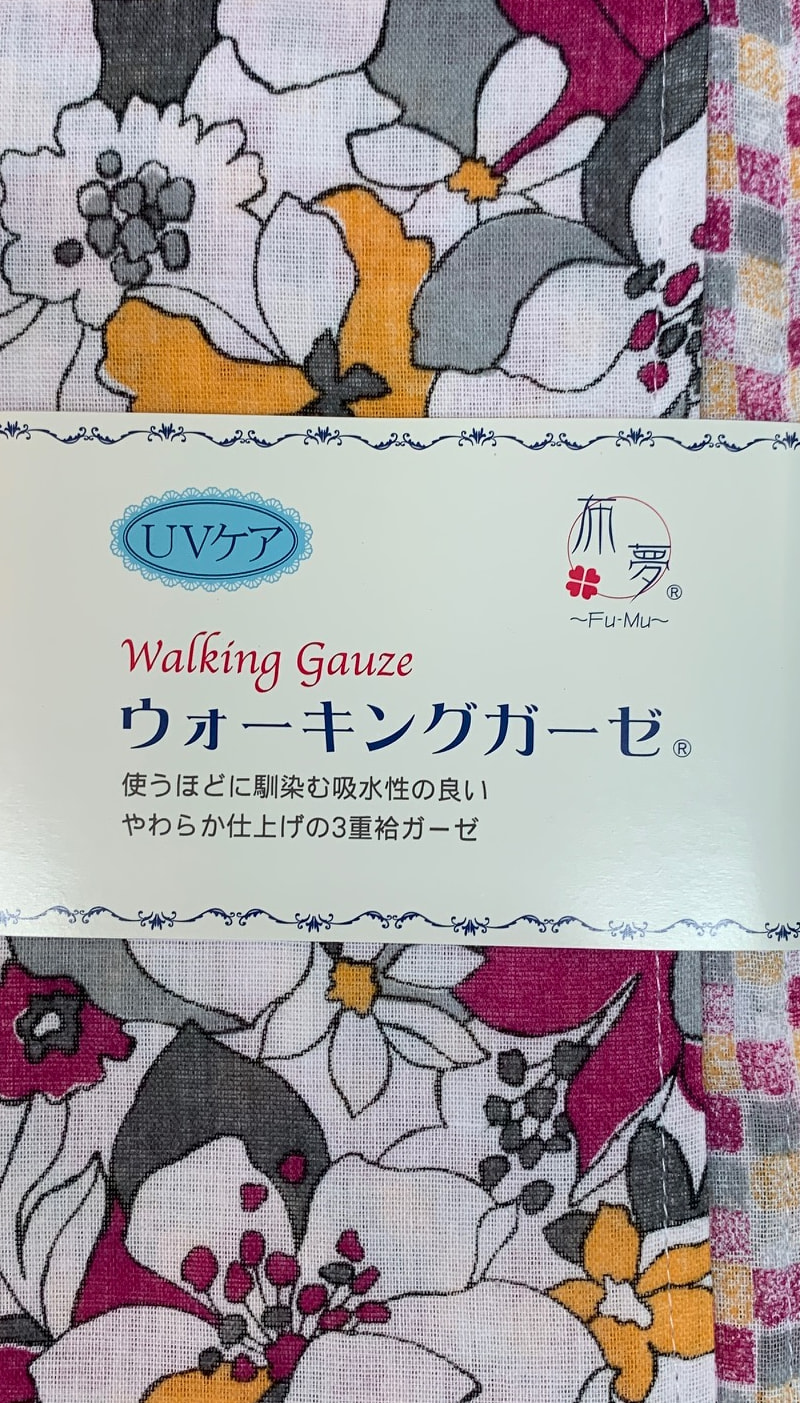 UVケア
布夢®
~Fu-Mu~
Walking Gauze
ウォーキングガーゼ®
使うほどに馴染む吸水性の良い
やわらか仕上げの3重袷ガーゼ